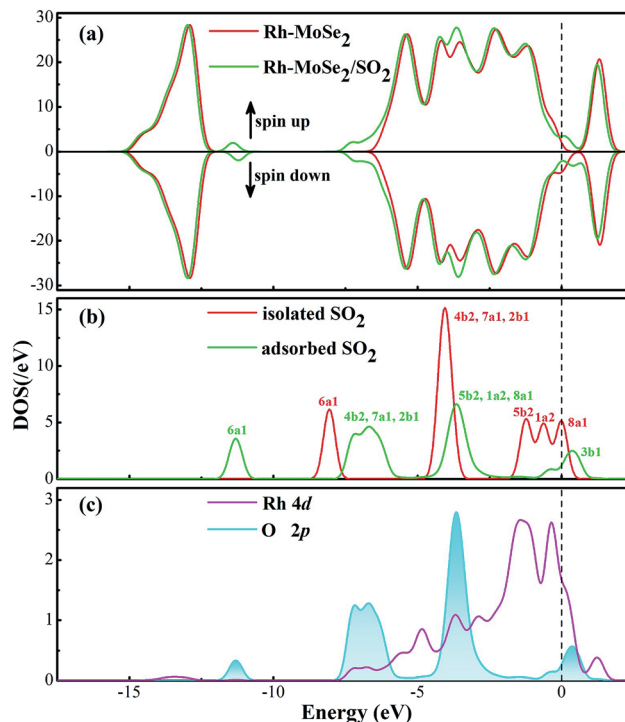 30
(a)
Rh-MoSe2
Rh-MoSe2/SO2
20
10
spin up
0
spin down
-10
-20
-30
15
(b)
isolated SO2
adsorbed SO2
4b2, 7a1, 2b1
10
6a1
4b2, 7a1, 2b1
5b2, 1a2, 8a1
5b2
1a2
8a1
6a1
5
3b1
0
DOS(/eV)
3
(c)
Rh 4d
O 2p
2
1
0
-15
-10
-5
0
Energy (eV)